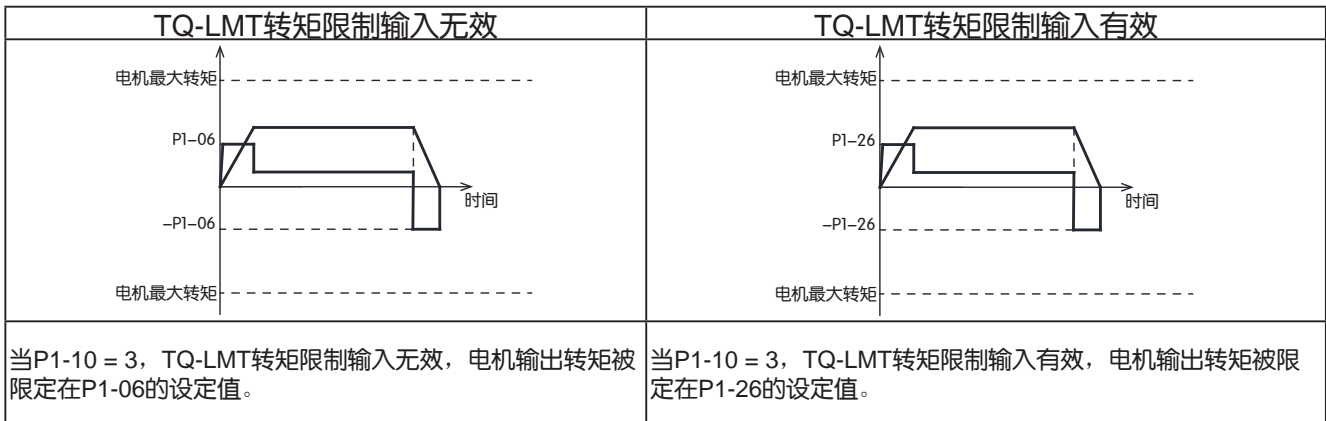 TQ-LMT转矩限制输入无效
电机最大转矩
P1–06
时间
–P1–06
电机最大转矩
当P1-10 = 3，TQ-LMT转矩限制输入无效，电机输出转矩被
限定在P1-06的设定值。
TQ-LMT转矩限制输入有效
电机最大转矩
P1–26
时间
–P1–26
电机最大转矩
当P1-10 = 3，TQ-LMT转矩限制输入有效，电机输出转矩被限
定在P1-26的设定值。